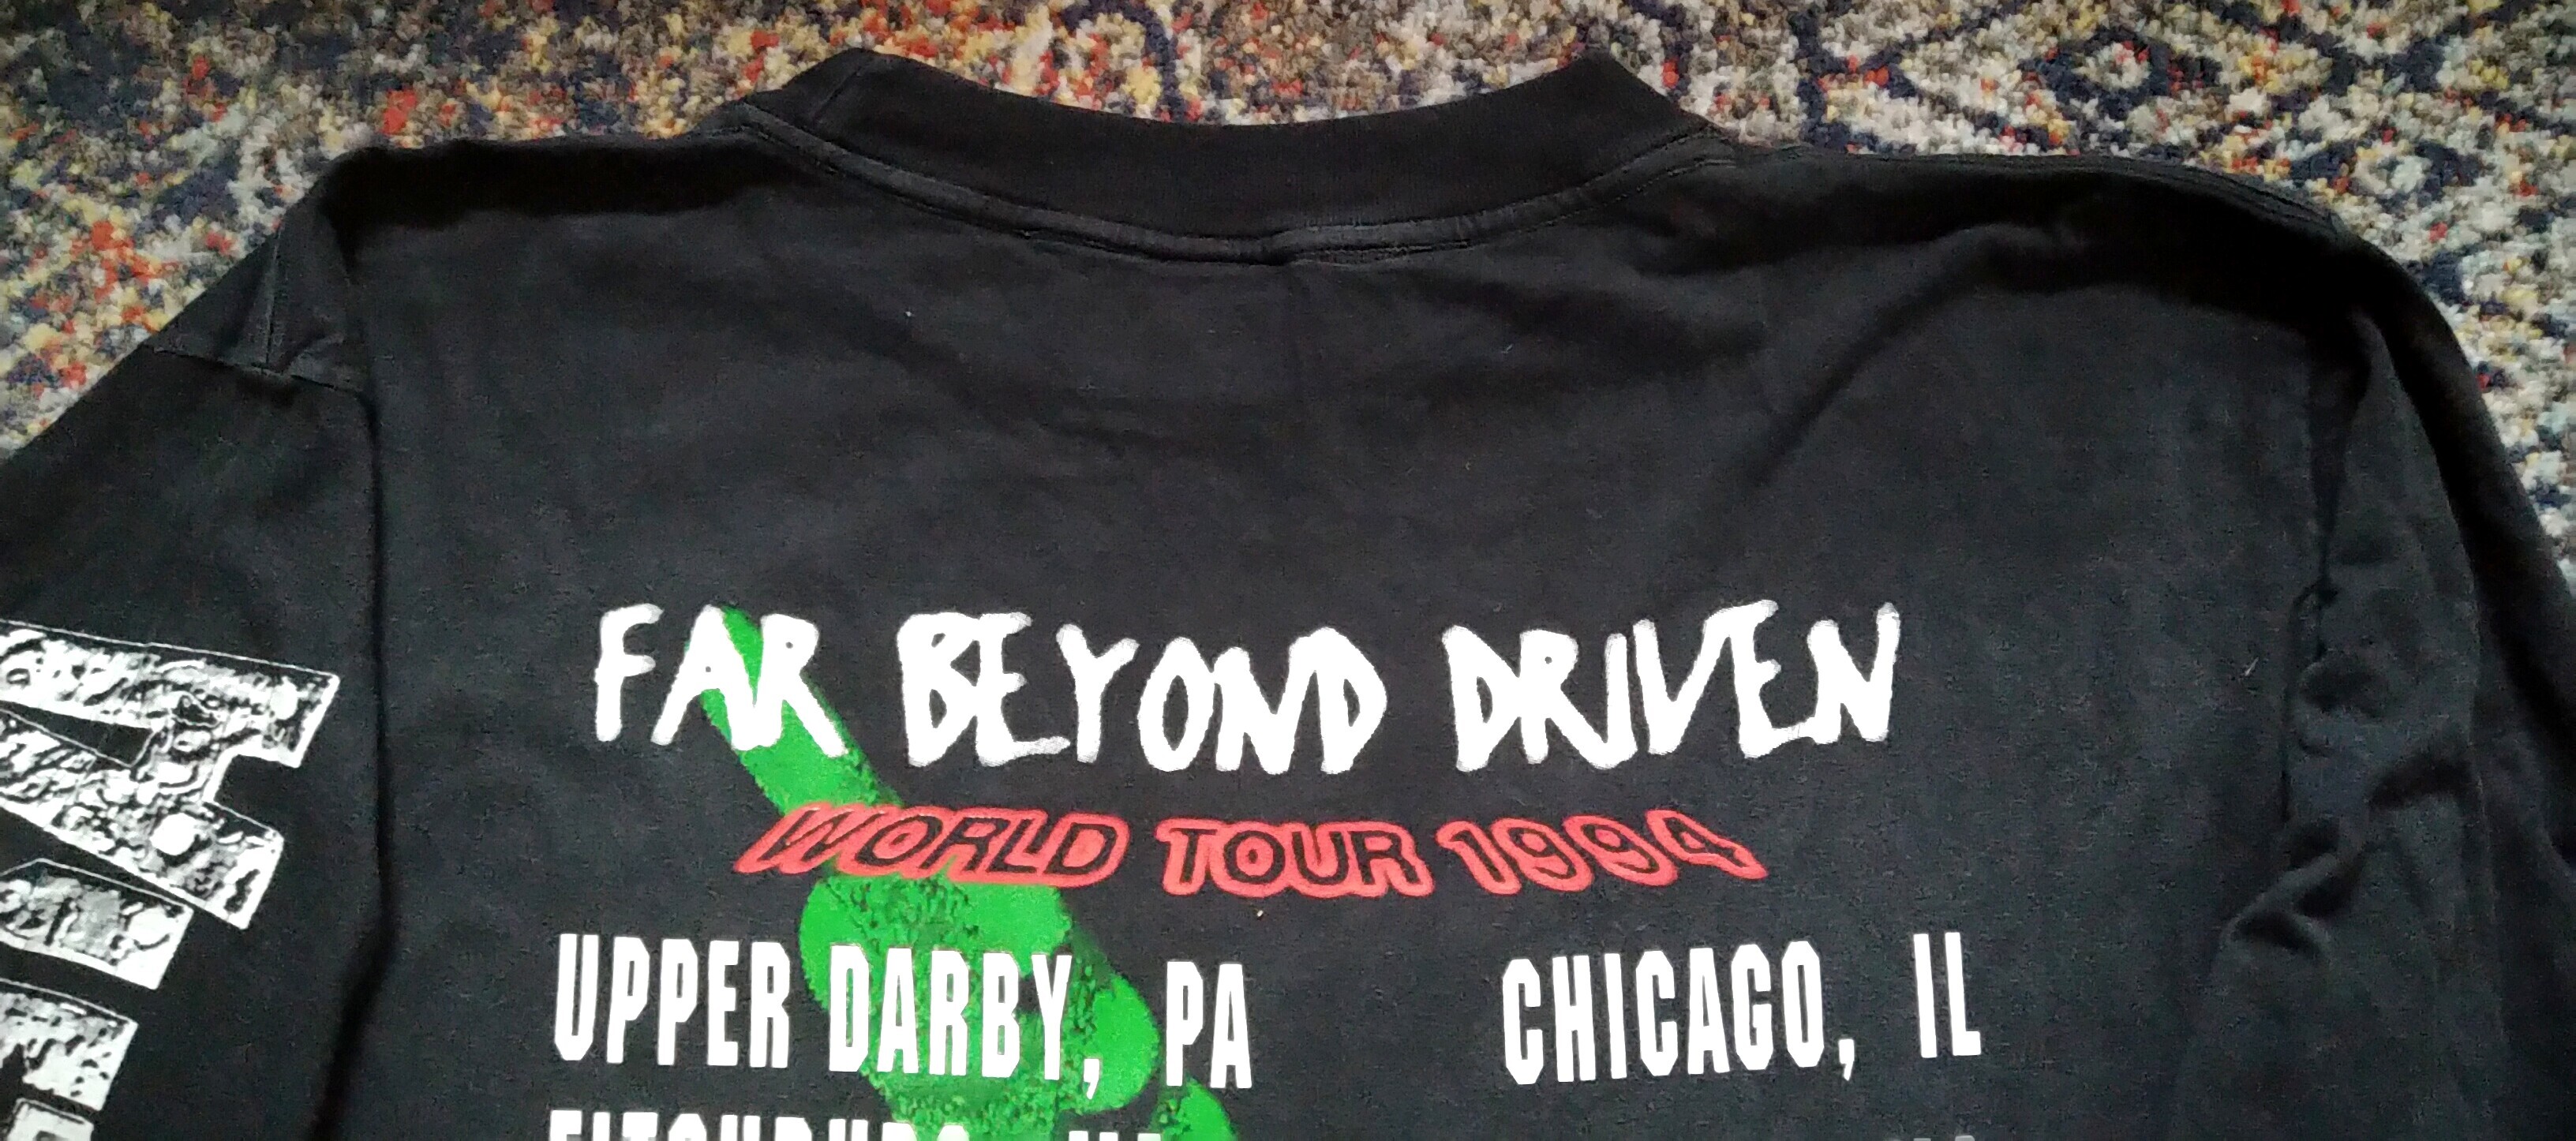 FAR BEYOND DRIVEN
WORLD TOUR 1994
UPPER DARBY, PA
CHICAGO, IL